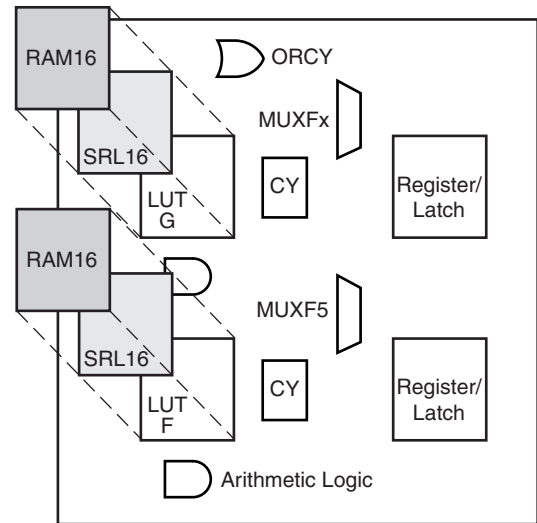 RAM16
ORCY
MUXFx
SRL16
CY
Register/
Latch
LUT
G
RAM16
MUXF5
SRL16
CY
Register/
Latch
LUT
F
Arithmetic Logic